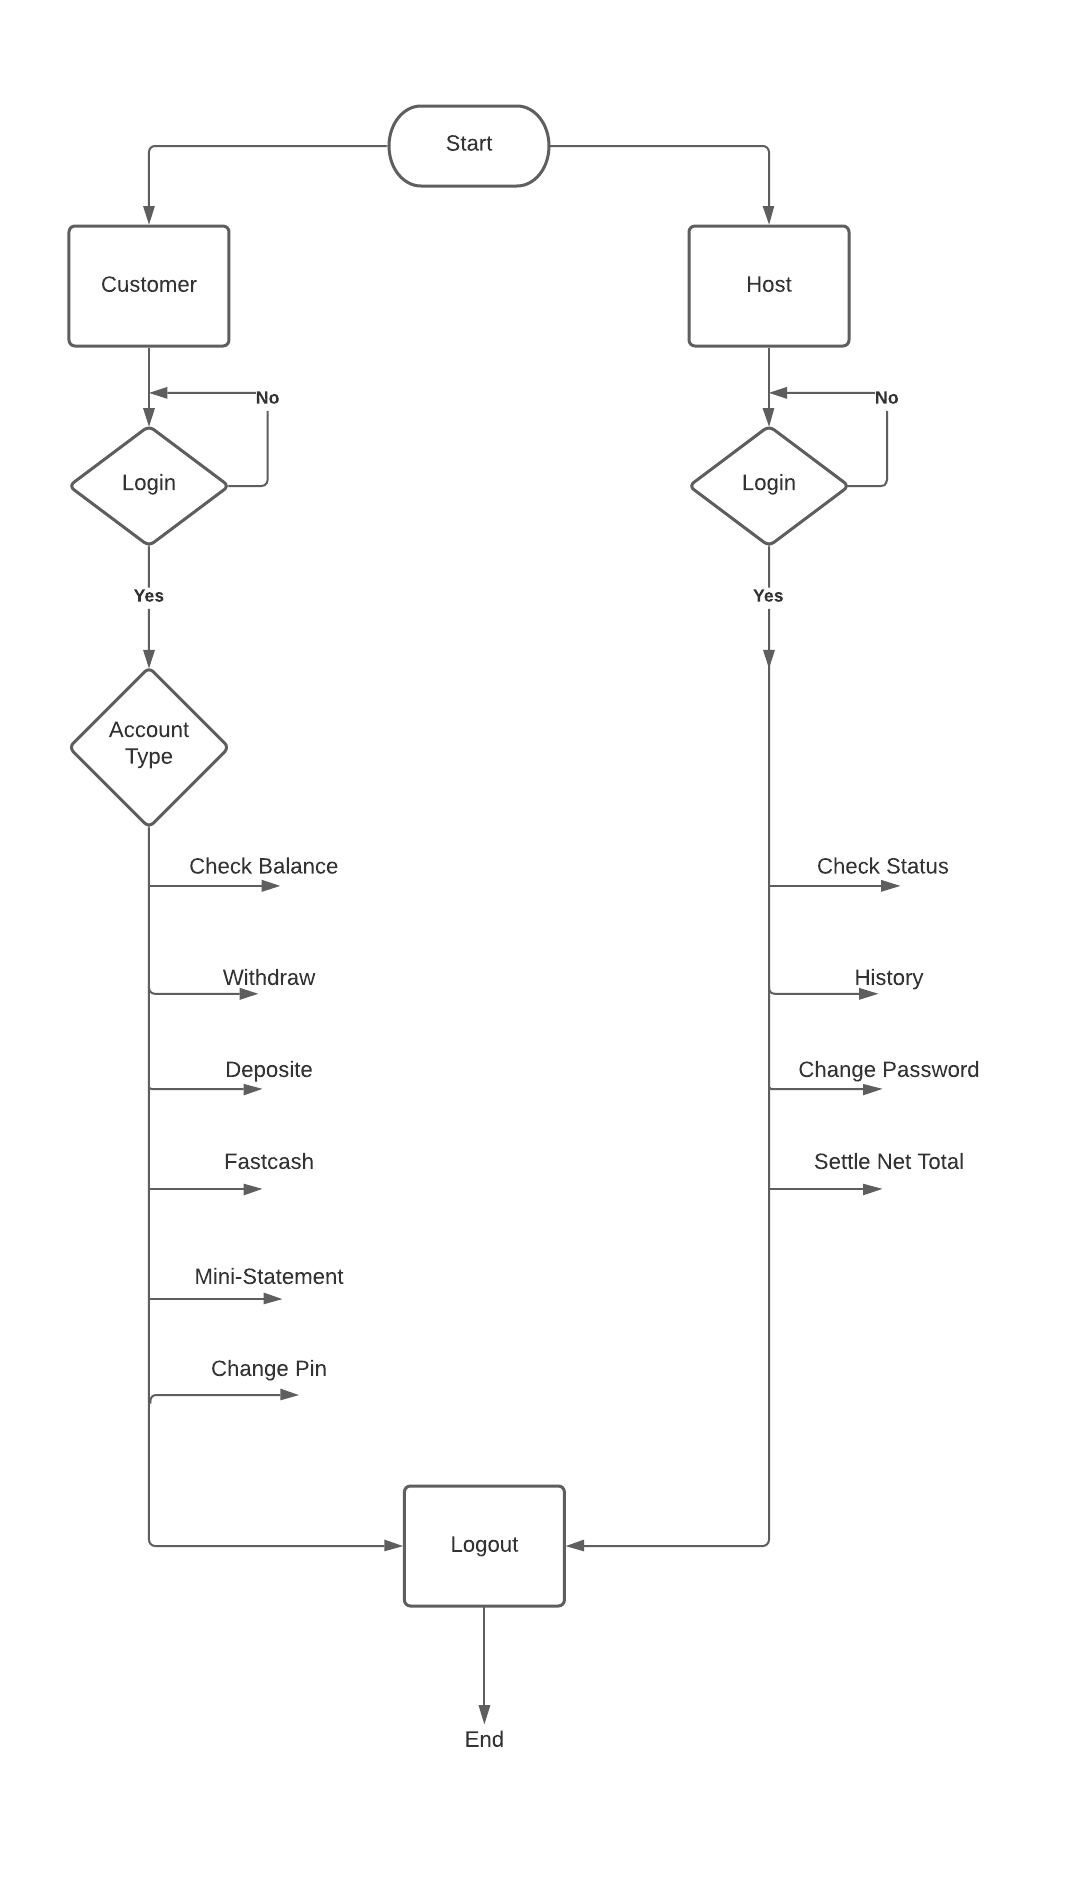 Start
Customer
Host
No
No
Login
Login
Yes
Yes
Account
Type
Check Balance
Check Status
Withdraw
History
Deposite
Change Password
Fastcash
Settle Net Total
Mini-Statement
Change Pin
Logout
End